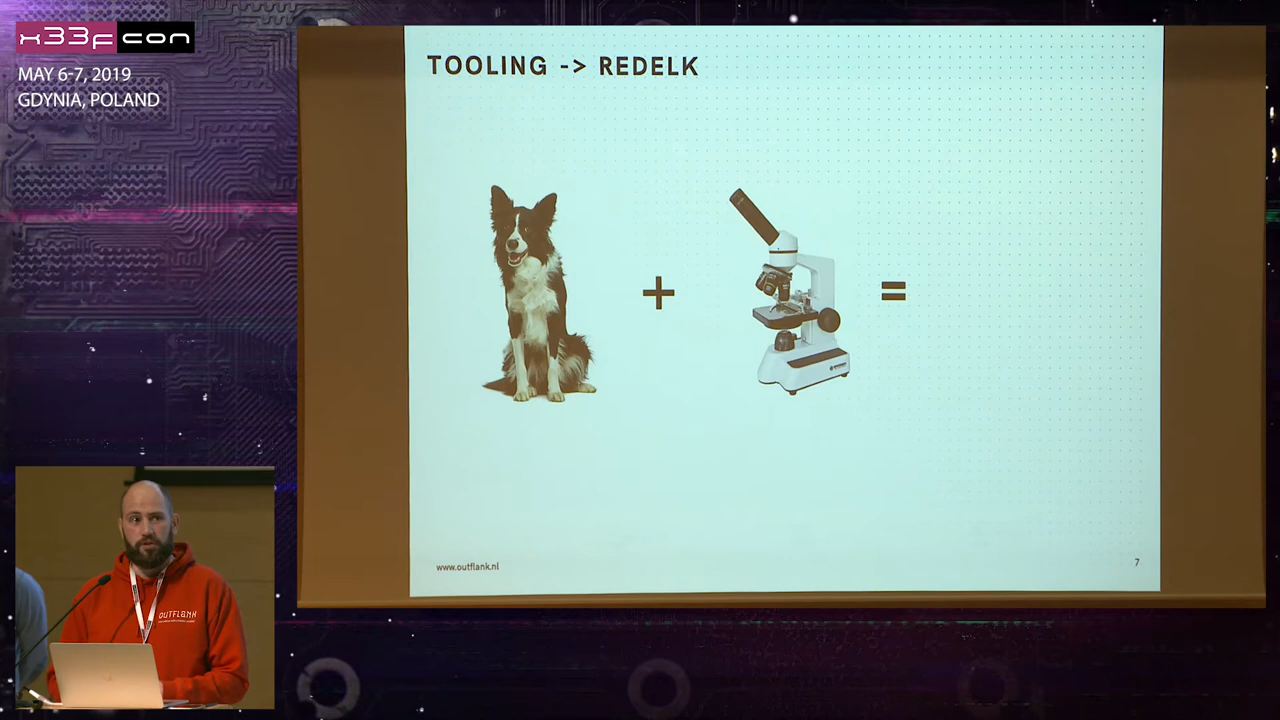 x33fcon
MAY 6-7, 2019
GDYNIA, POLAND
TOOLING -> REDELK
www.outflank.nl
7
OUTFLANK